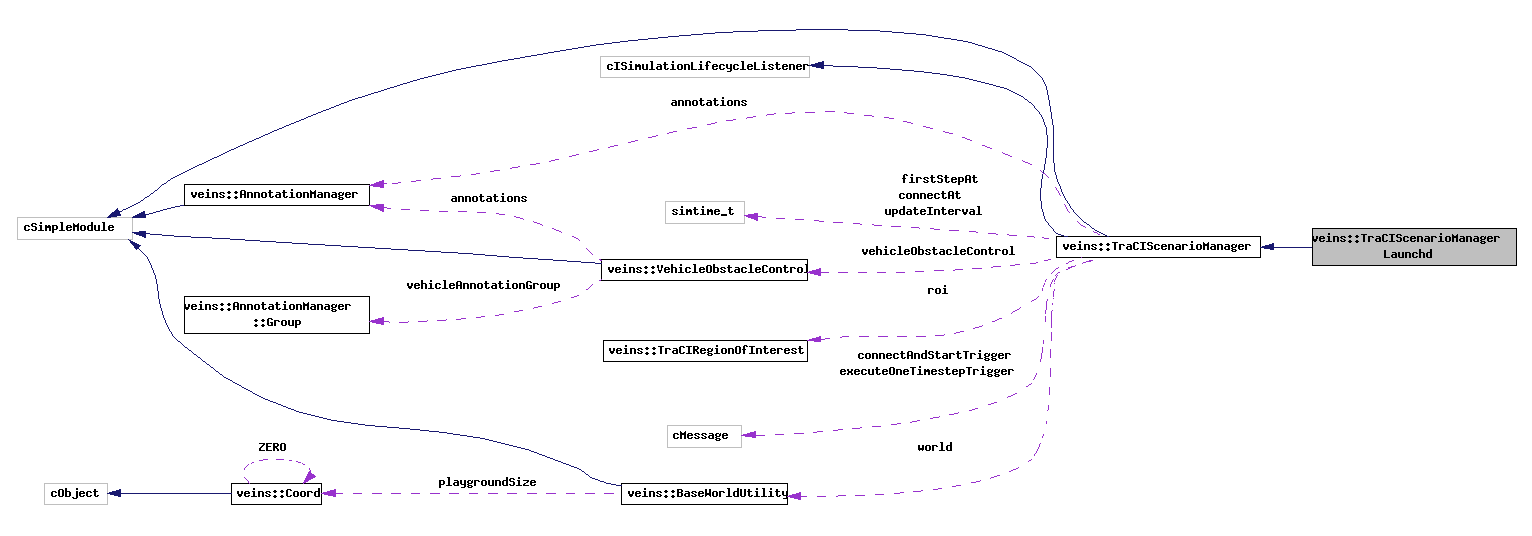 cISimulationLifecycleListener
annotations
firstStepAt
connectAt
updateInterval
veins::AnnotationManager
annotations
simtime_t
cSimpleModule
veins::TraCIScenarioManager
veins::TraCIScenarioManager
Launchd
vehicleObstacleControl
veins::VehicleObstacleControl
vehicleAnnotationGroup
roi
veins::AnnotationManager
::Group
veins::TraCIRegionOfInterest
connectAndStartTrigger
executeOneTimestepTrigger
cMessage
ZERO
world
playgroundSize
cObject
veins::Coord
veins::BaseWorldUtility